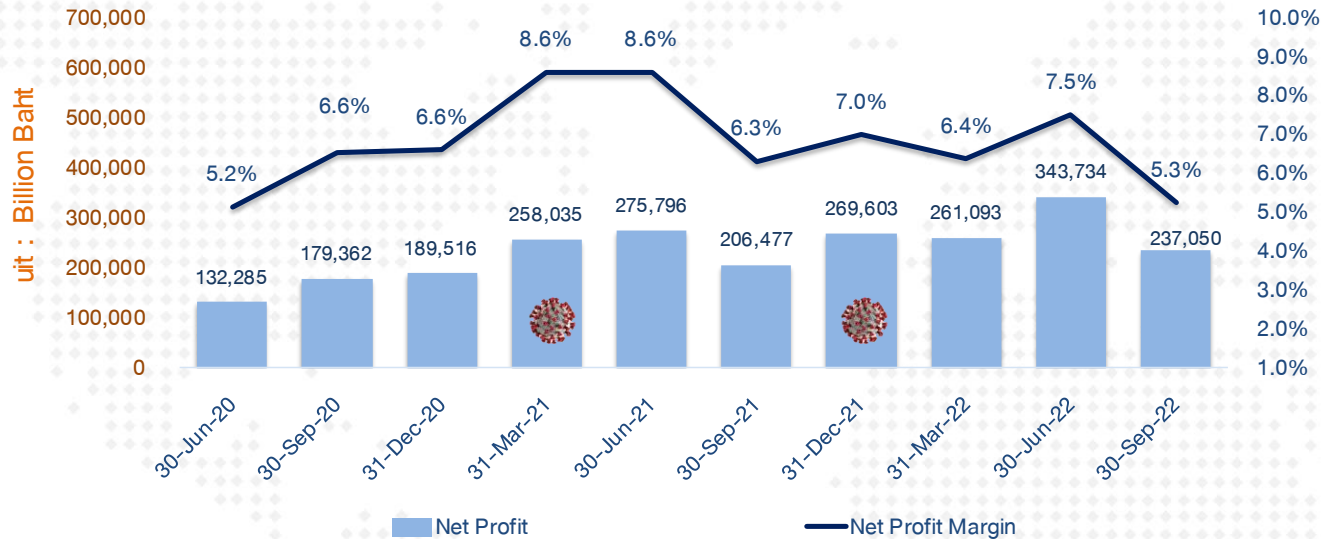 uit : Billion Baht
700,000
600,000
500,000
400,000
300,000
200,000
100,000
0
10.0%
9.0%
8.0%
7.0%
6.0%
5.0%
4.0%
3.0%
2.0%
1.0%
5.2%
6.6%
6.6%
8.6%
8.6%
6.3%
7.0%
6.4%
7.5%
5.3%
132,285
179,362
189,516
258,035
275,796
206,477
269,603
261,093
343,734
237,050
30-Jun-20
30-Sep-20
31-Dec-20
31-Mar-21
30-Jun-21
30-Sep-21
31-Dec-21
31-Mar-22
30-Jun-22
30-Sep-22
Net Profit
Net Profit Margin